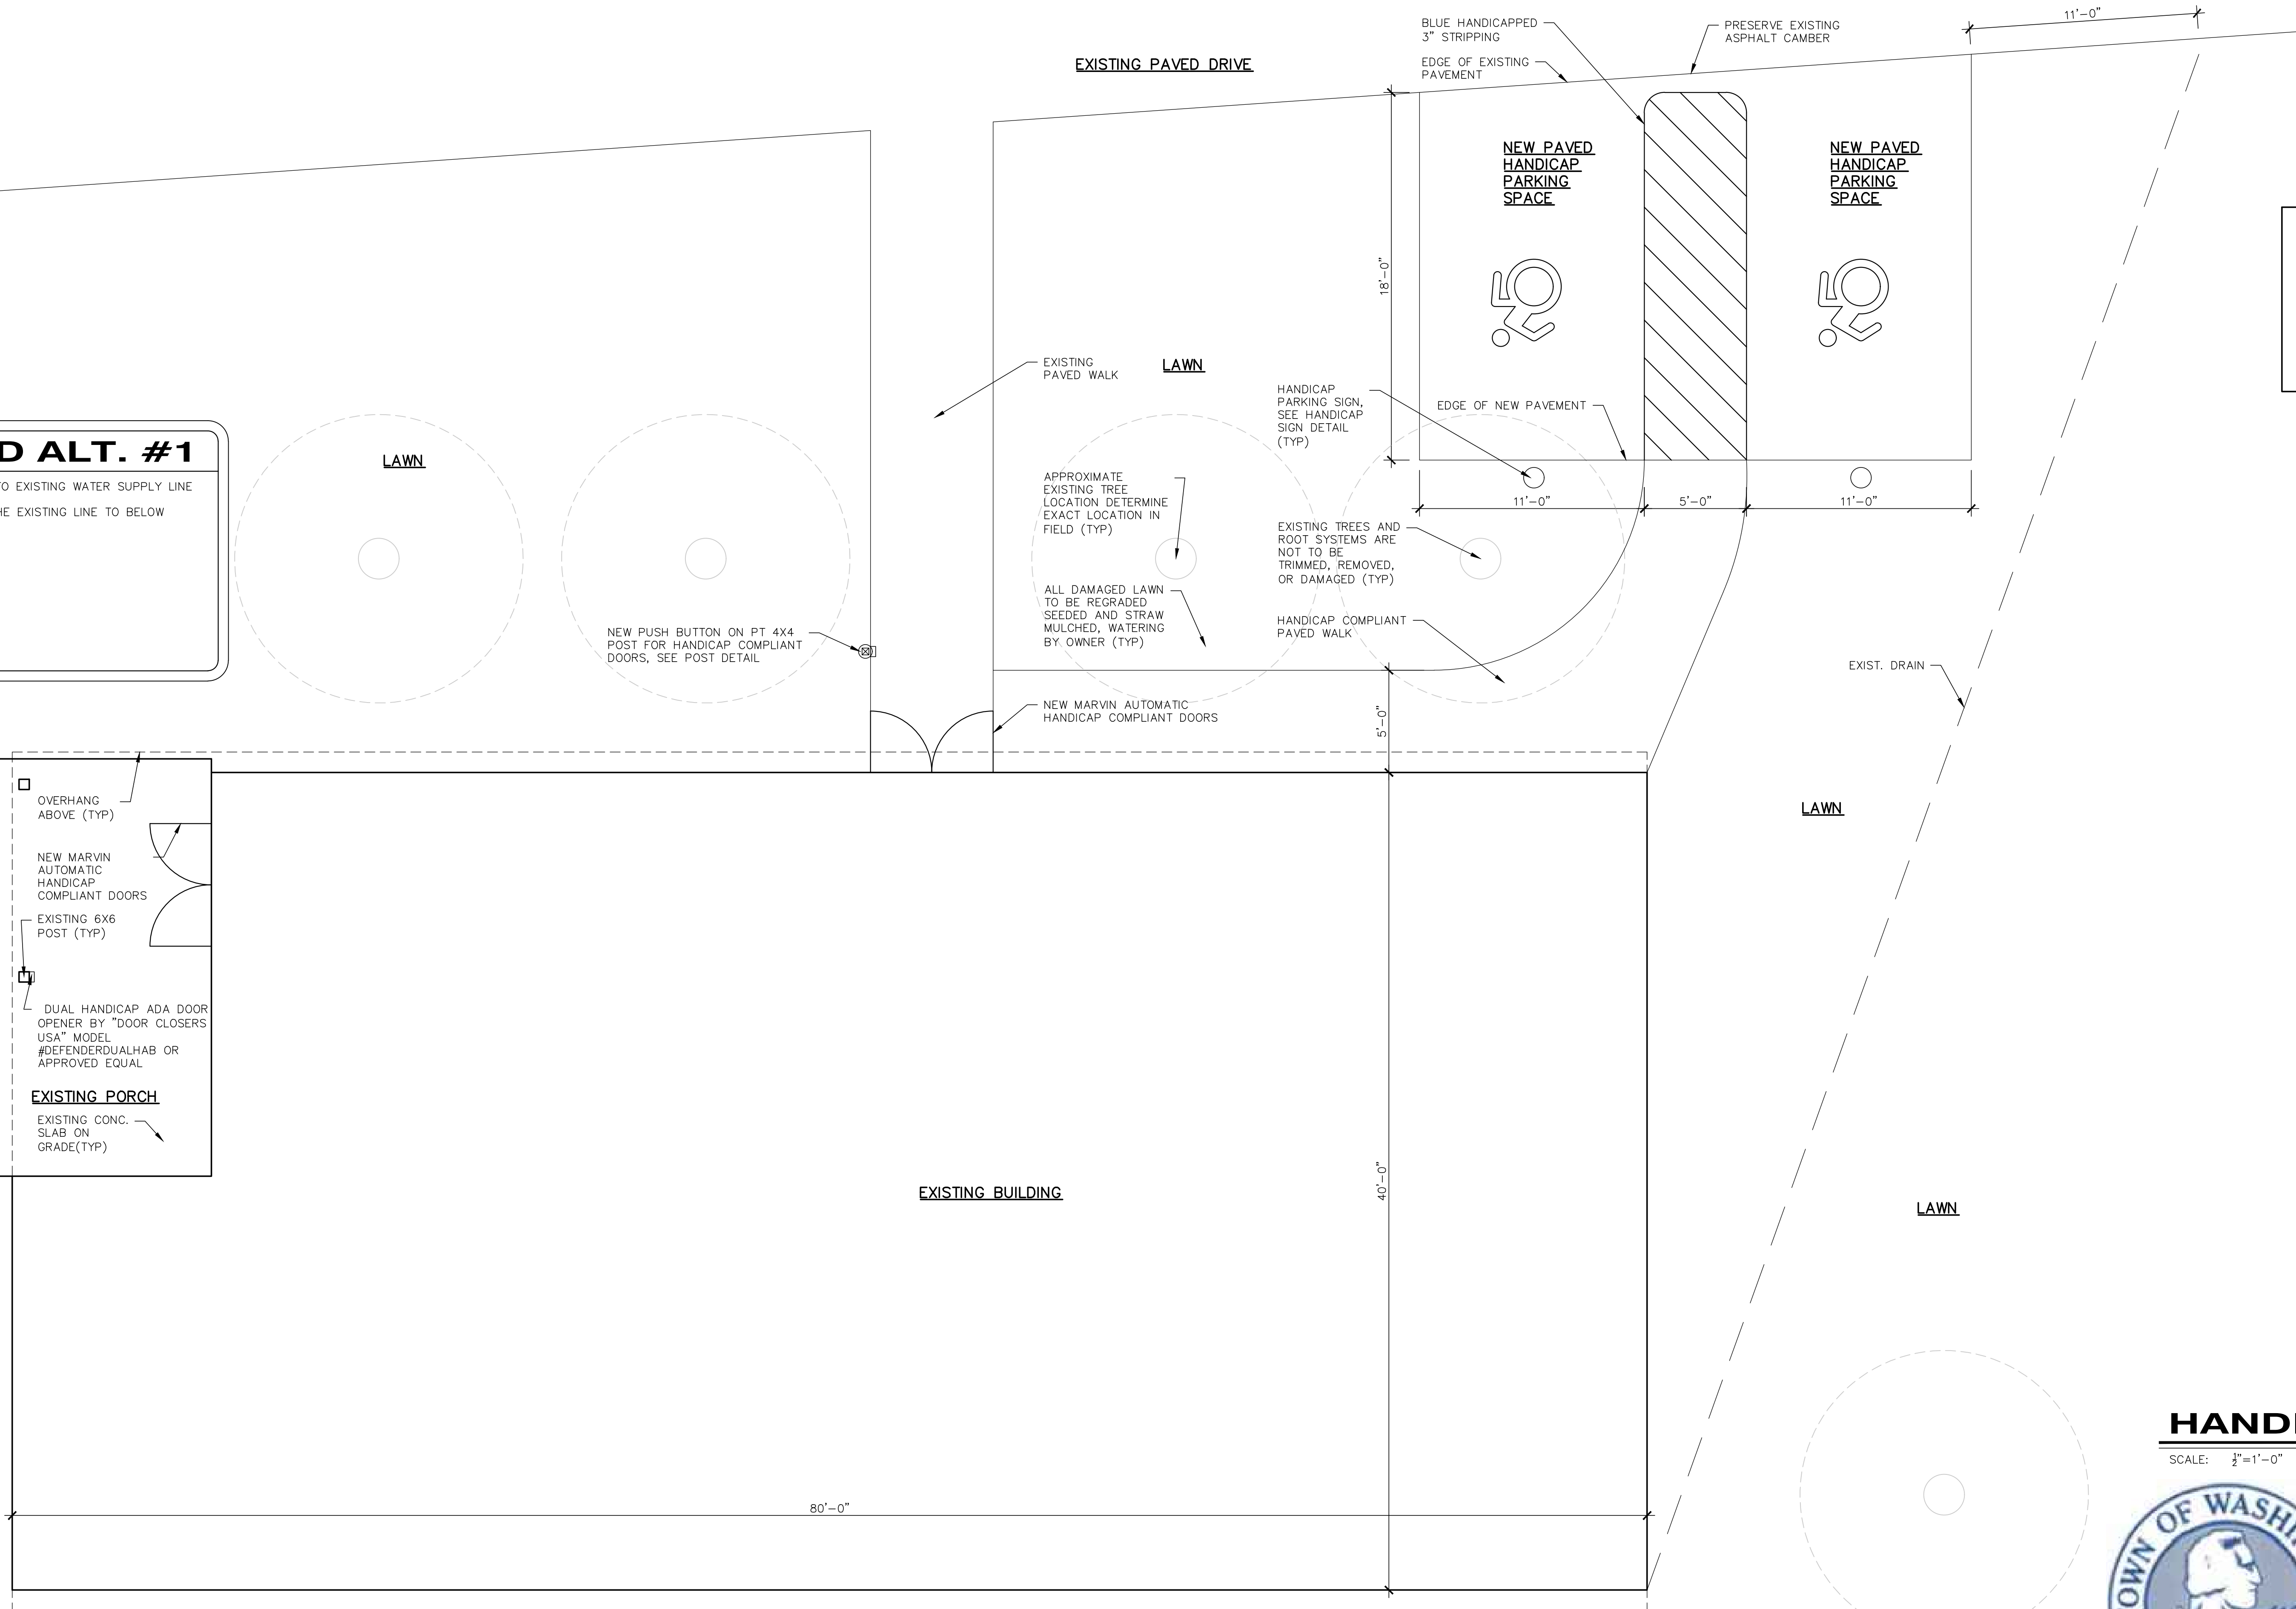 EXISTING PAVED DRIVE
BLUE HANDICAPPED
3" STRIPPING
EDGE OF EXISTING
PAVEMENT
PRESERVE EXISTING
ASPHALT CAMBER
11'-0"
NEW PAVED
HANDICAP
PARKING
SPACE
NEW PAVED
HANDICAP
PARKING
SPACE
18'-0"
EXISTING
PAVED WALK
LAWN
HANDICAP
PARKING SIGN,
SEE HANDICAP
SIGN DETAIL
(TYP)
EDGE OF NEW PAVEMENT
D ALT. #1
TO EXISTING WATER SUPPLY LINE
HE EXISTING LINE TO BELOW
LAWN
APPROXIMATE
EXISTING TREE
LOCATION DETERMINE
EXACT LOCATION IN
FIELD (TYP)
11'-0"
5'-0"
11'-0"
EXISTING TREES AND
ROOT SYSTEMS ARE
NOT TO BE
TRIMMED, REMOVED,
OR DAMAGED (TYP)
ALL DAMAGED LAWN
TO BE REGRADED
SEEDED AND STRAW
MULCHED, WATERING
BY OWNER (TYP)
HANDICAP COMPLIANT
PAVED WALK
NEW PUSH BUTTON ON PT 4X4
POST FOR HANDICAP COMPLIANT
DOORS, SEE POST DETAIL
EXIST. DRAIN
NEW MARVIN AUTOMATIC
HANDICAP COMPLIANT DOORS
5'-0"
OVERHANG
ABOVE (TYP)
LAWN
NEW MARVIN
AUTOMATIC
HANDICAP
COMPLIANT DOORS
EXISTING 6X6
POST (TYP)
DUAL HANDICAP ADA DOOR
OPENER BY "DOOR CLOSERS
USA" MODEL
#DEFENDERDUALHAB OR
APPROVED EQUAL
EXISTING PORCH
EXISTING CONC.
SLAB ON
GRADE(TYP)
EXISTING BUILDING
40'-0"
LAWN
80'-0"
HANDI
SCALE: ½"=1'-0"
OWN OF WASHI